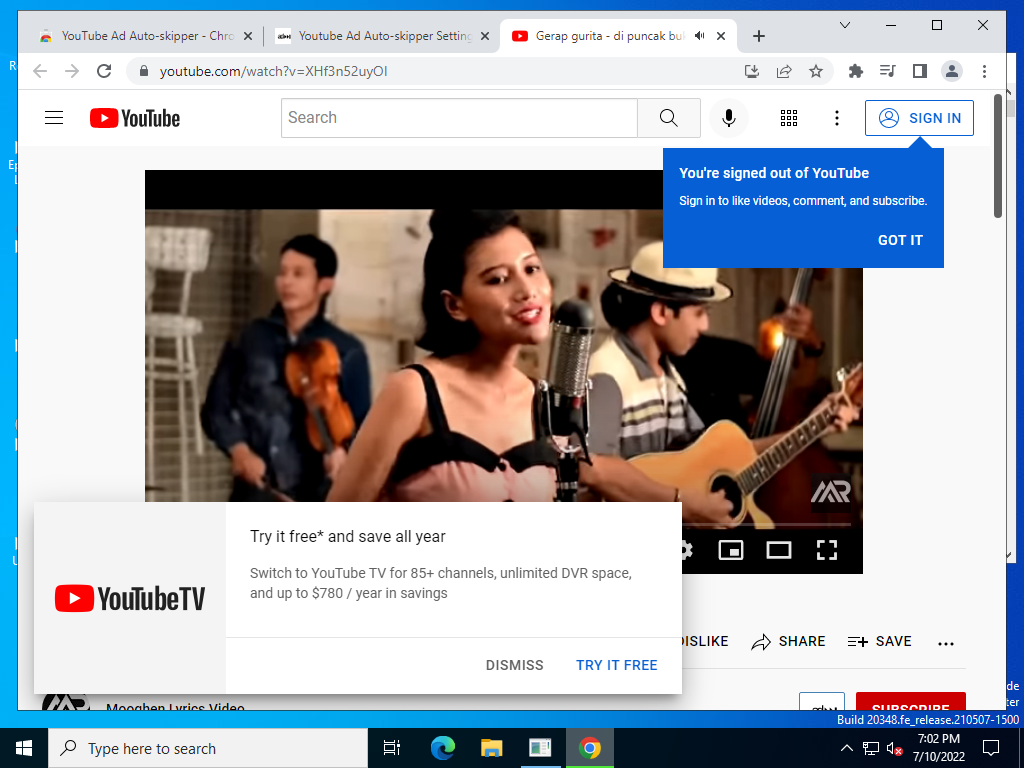 YouTube Ad Auto-skipper - Chro
Youtube Ad Auto-skipper Setting
Gerap gurita - di puncak buk
youtube.com/watch?v=XHf3n52uyOI
YouTube
Search
SIGN IN
You're signed out of YouTube
Sign in to like videos, comment, and subscribe.
GOT IT
MR
YouTubeTV
Try it free* and save all year
Switch to YouTube TV for 85+ channels, unlimited DVR space,
and up to $780 / year in savings
DISMISS
TRY IT FREE
DISLIKE
SHARE
SAVE
Mooghen Lyrics Video
SUBSCRIBE
Build 20348.fe_release.210507-1500
Type here to search
7:02 PM
7/10/2022